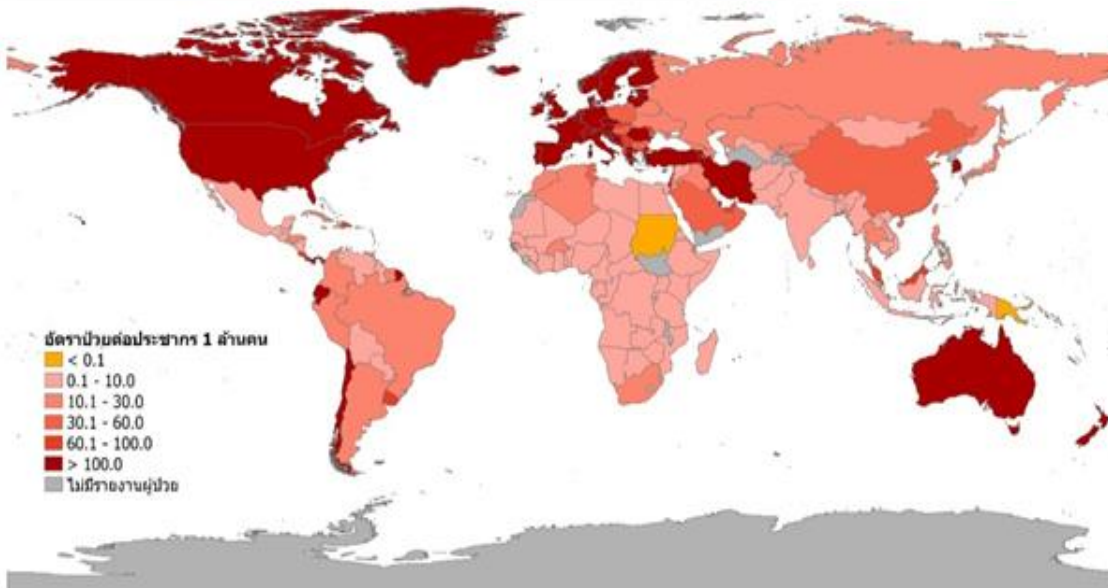 อัตราป่วยต่อประชากร 1 ล้านคน
< 0.1
0.1 - 10.0
10.1 - 30.0
30.1 - 60.0
60.1 - 100.0
> 100.0
ไม่มีรายงานผู้ป่วย